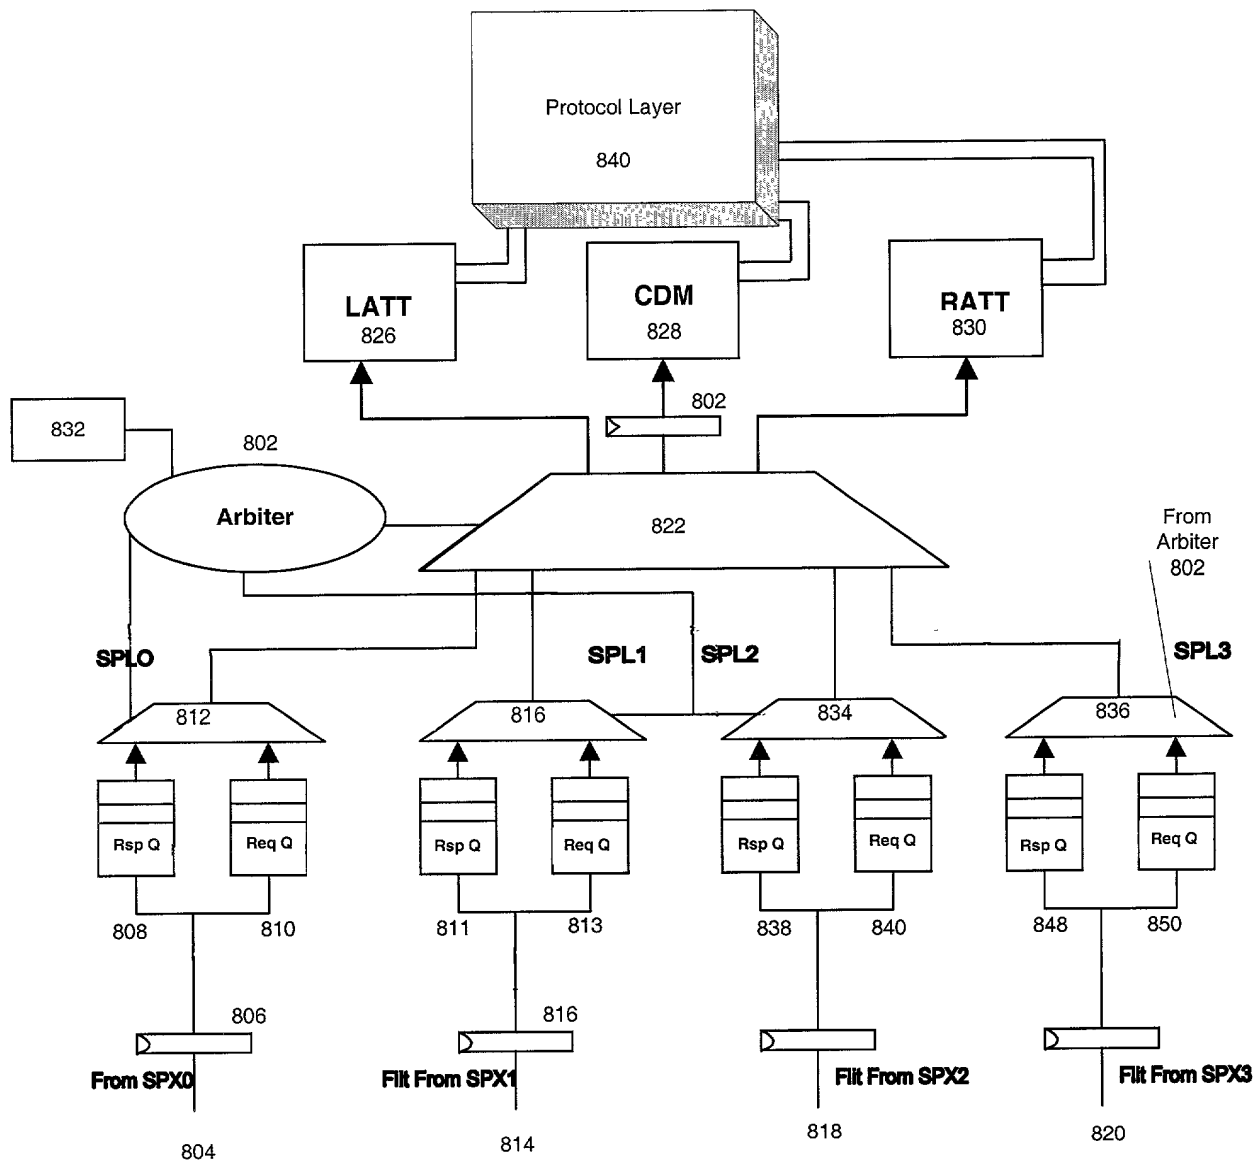 Protocol Layer
840
LATT
826
CDM
828
RATT
830
802
832
802
Arbiter
822
From
Arbiter
802
SPL0
SPL1
SPL2
SPL3
812
816
834
836
Rsp Q
Req Q
Rsp Q
Req Q
Rsp Q
Req Q
Rsp Q
Req Q
808
810
811
813
838
840
848
850
806
816
From SPX0
Flit From SPX1
Flit From SPX2
Flit From SPX3
804
814
818
820